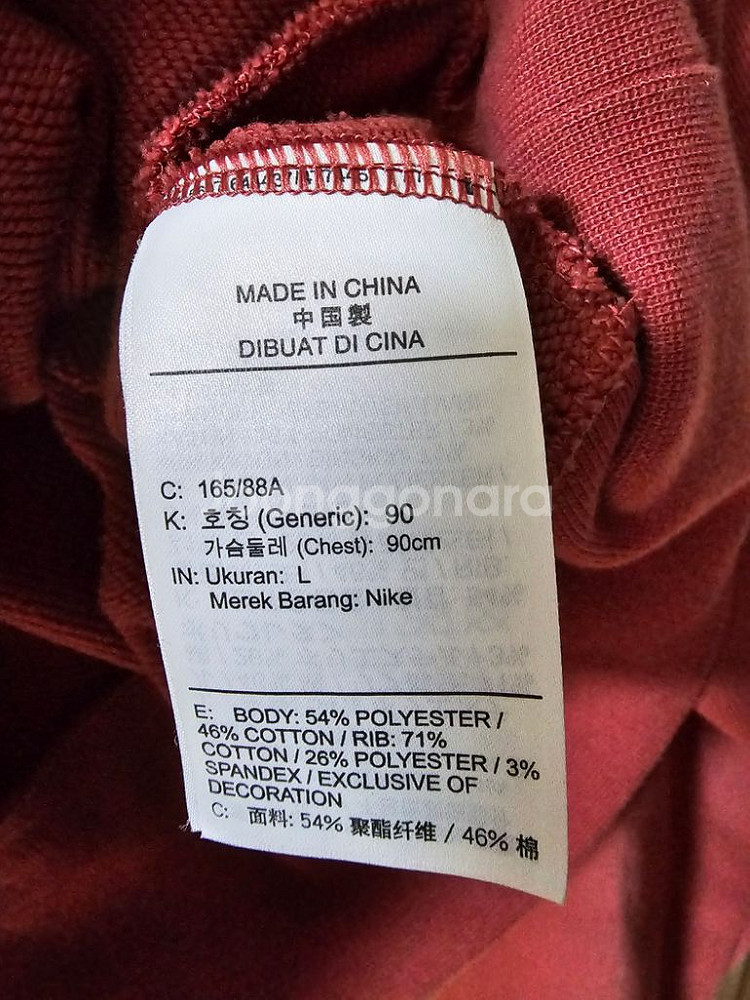 MADE IN CHINA
中国製
DIBUAT DI CINA
C: 165/88A
K: 호칭 (Generic): 90
가슴둘레 (Chest): 90cm
IN: Ukuran: L
Merek Barang: Nike
E: BODY: 54% POLYESTER /
46% COTTON / RIB: 71%
COTTON / 26% POLYESTER / 3%
SPANDEX / EXCLUSIVE OF
DECORATION
C: 面料: 54% 聚酯纤维 / 46% 棉